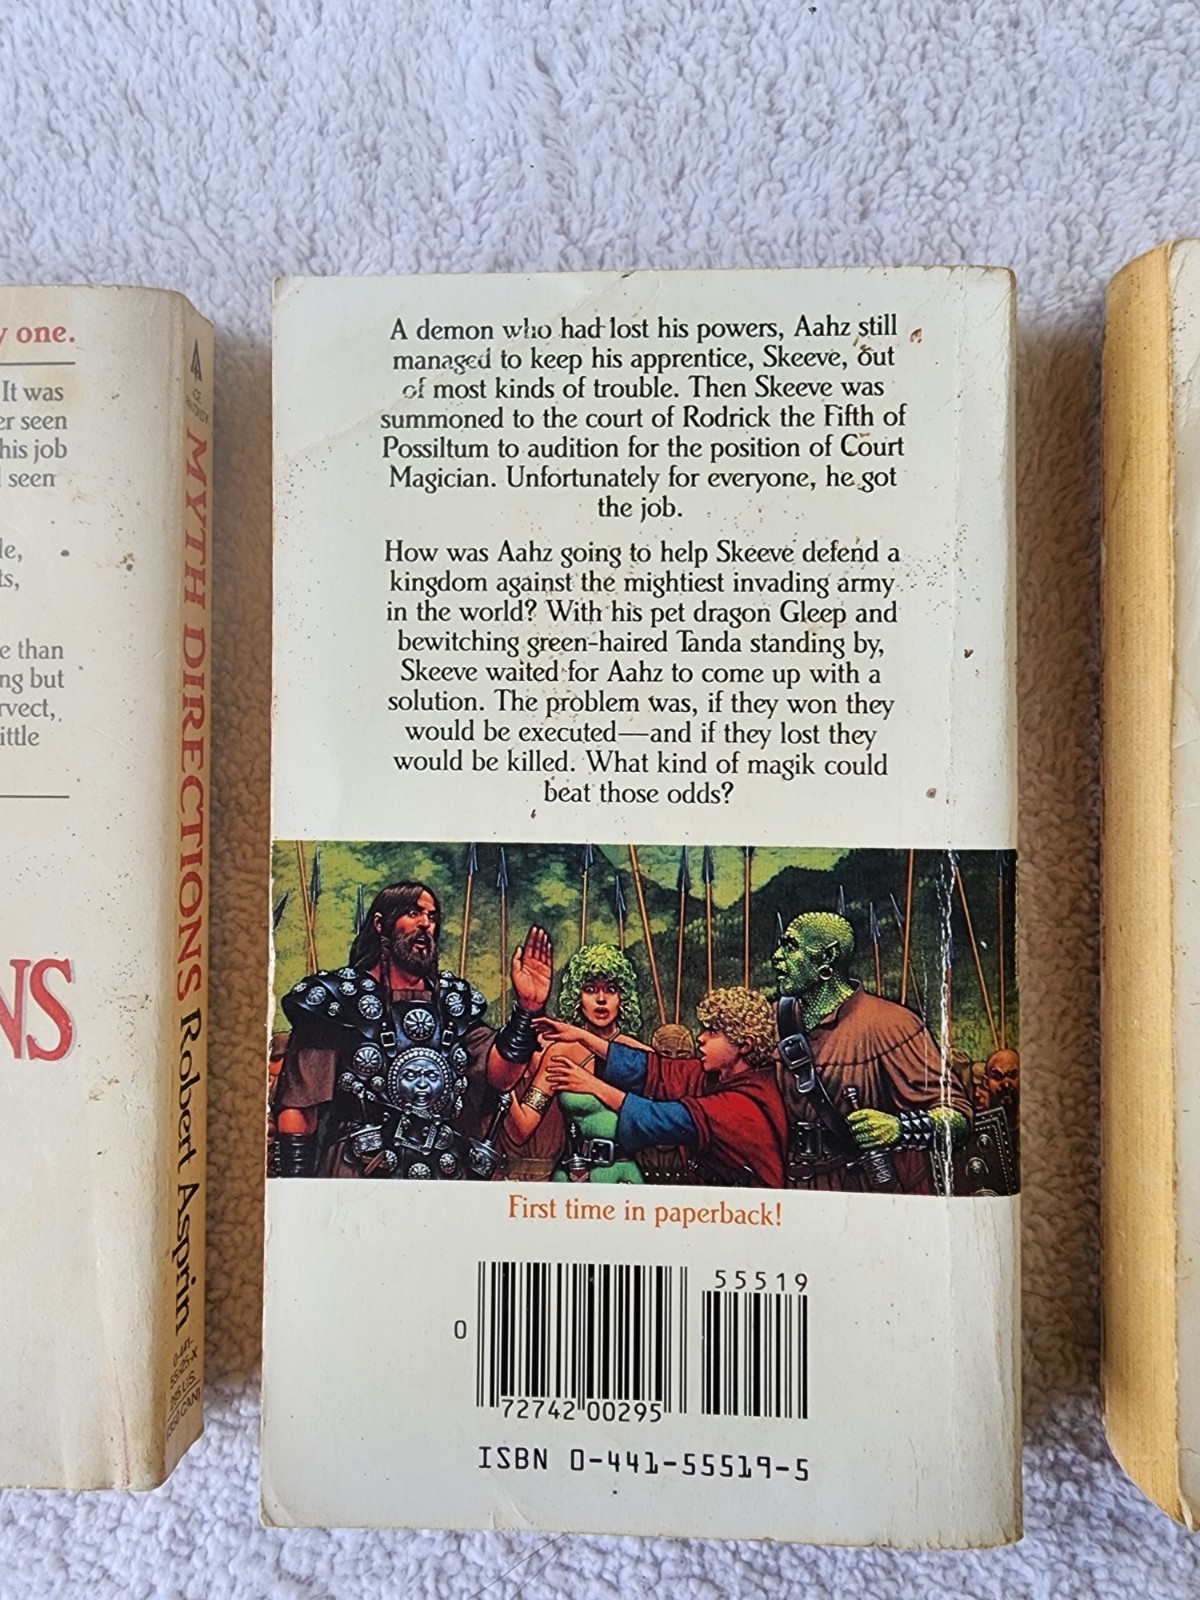 y one.
It was
er seen
his job
seen
le,
ts,
e than
ng but
rvect,
ittle
NS
MYTH DIRECTIONS Robert Asprin
A demon who had lost his powers, Aahz still
managed to keep his apprentice, Skeeve, out
of most kinds of trouble. Then Skeeve was
summoned to the court of Rodrick the Fifth of
Possiltum to audition for the position of Court
Magician. Unfortunately for everyone, he got
the job.
How was Aahz going to help Skeeve defend a
kingdom against the mightiest invading army
in the world? With his pet dragon Gleep and
bewitching green-haired Tanda standing by,
Skeeve waited for Aahz to come up with a
solution. The problem was, if they won they
would be executed—and if they lost they
would be killed. What kind of magik could
beat those odds?
First time in paperback!
55519
0
72742 00295
ISBN 0-441-55519-5